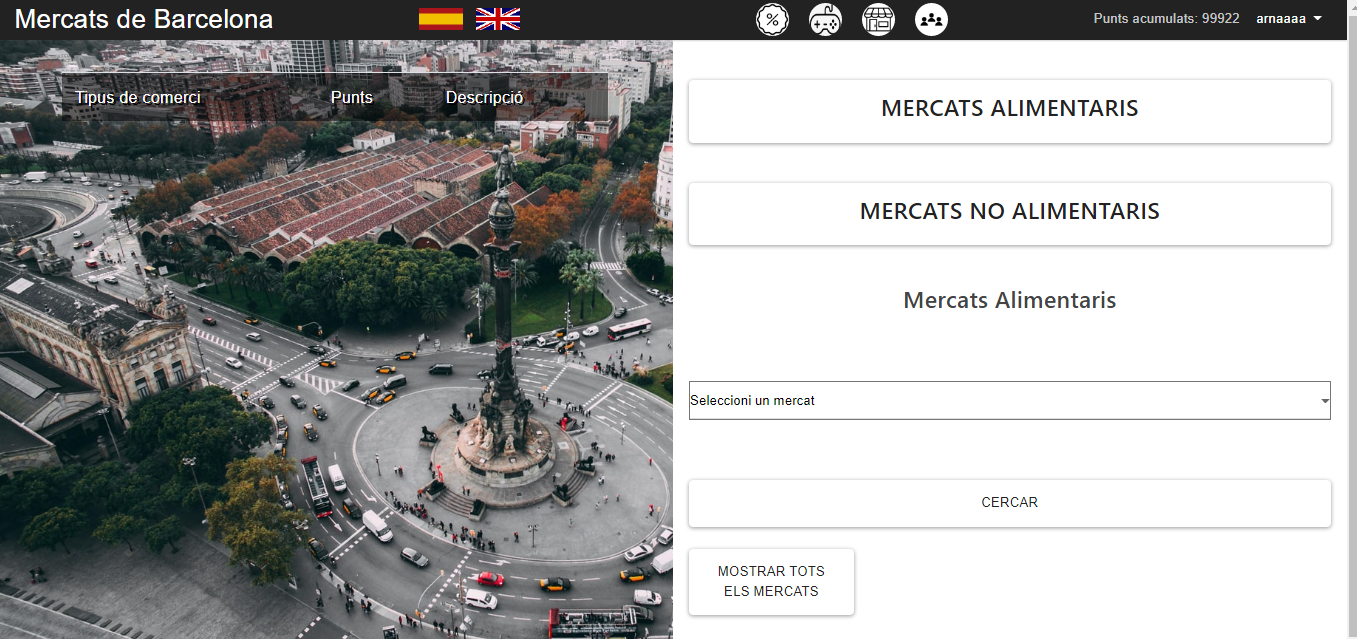 Mercats de Barcelona
%
Punts acumulats: 99922
arnaaaa
Tipus de comerci
Punts
Descripció
MERCATS ALIMENTARIS
MERCATS NO ALIMENTARIS
Mercats Alimentaris
Seleccioni un mercat
CERCAR
MOSTRAR TOTS
ELS MERCATS